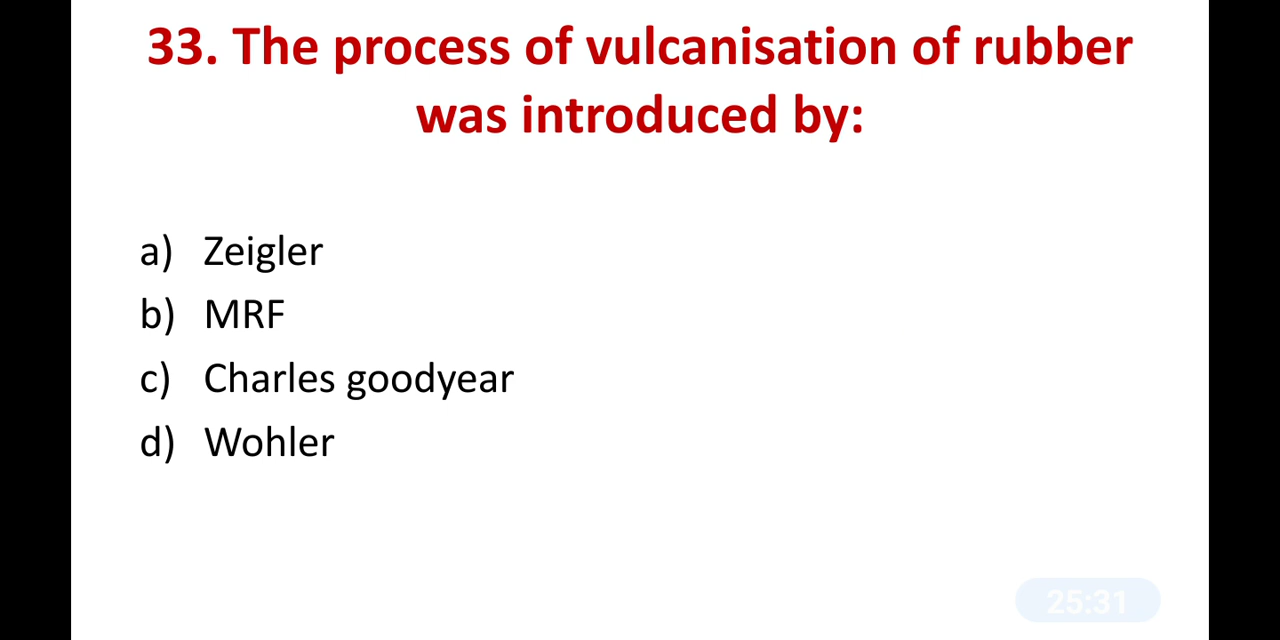 33. The process of vulcanisation of rubber
was introduced by:
a) Zeigler
b) MRF
c) Charles goodyear
d) Wohler
25:31